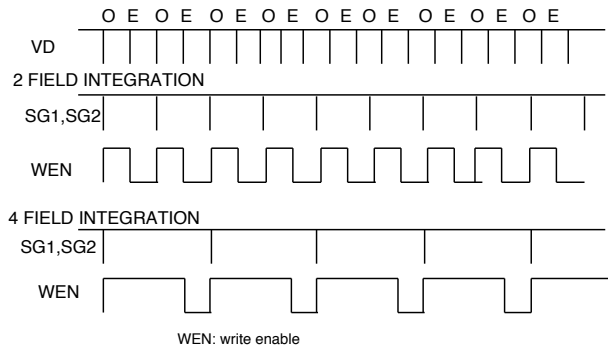 O E O E O E O E O E O E O E O E O E
VD
2 FIELD INTEGRATION
SG1,SG2
WEN
4 FIELD INTEGRATION
SG1,SG2
WEN
WEN: write enable